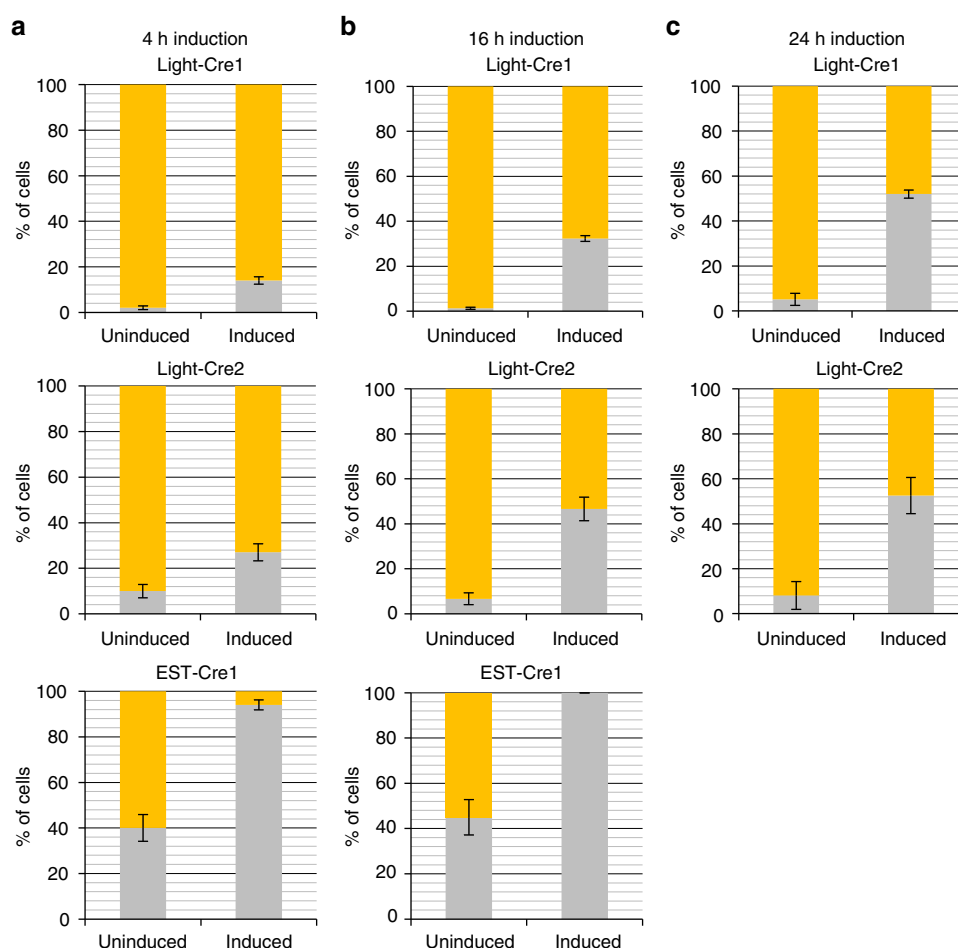 a
4 h induction
Light-Cre1
% of cells
100
80
60
40
20
0
Uninduced Induced
Light-Cre2
% of cells
100
80
60
40
20
0
Uninduced Induced
EST-Cre1
% of cells
100
80
60
40
20
0
Uninduced Induced
b
16 h induction
Light-Cre1
% of cells
100
80
60
40
20
0
Uninduced Induced
Light-Cre2
% of cells
100
80
60
40
20
0
Uninduced Induced
EST-Cre1
% of cells
100
80
60
40
20
0
Uninduced Induced
c
24 h induction
Light-Cre1
% of cells
100
80
60
40
20
0
Uninduced Induced
Light-Cre2
% of cells
100
80
60
40
20
0
Uninduced Induced